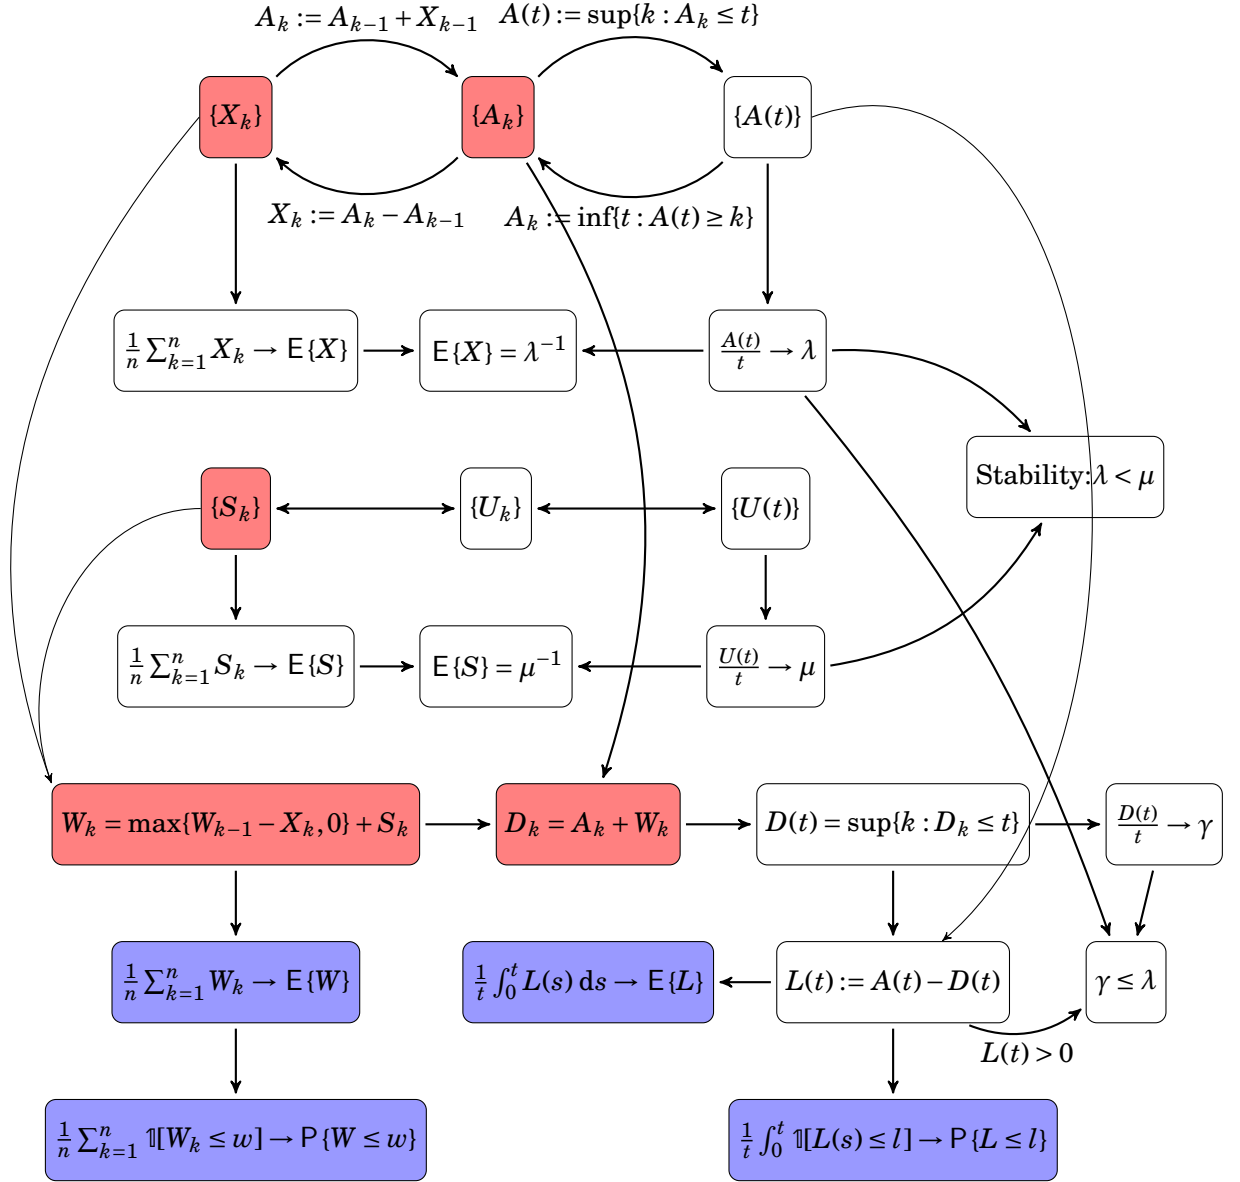 A_k := A_{k−1} + X_{k−1}
A(t) := sup{k : A_k ≤ t}
{X_k}
{A_k}
{A(t)}
X_k := A_k − A_{k−1}
A_k := inf{t : A(t) ≥ k}
1/n ∑_{k=1}^n X_k → E{X}
E{X} = λ^{−1}
A(t)/t → λ
Stability: λ < μ
{S_k}
{U_k}
{U(t)}
1/n ∑_{k=1}^n S_k → E{S}
E{S} = μ^{−1}
U(t)/t → μ
W_k = max{W_{k−1} − X_k, 0} + S_k
D_k = A_k + W_k
D(t) = sup{k : D_k ≤ t}
D(t)/t → γ
1/n ∑_{k=1}^n W_k → E{W}
1/t ∫_0^t L(s) ds → E{L}
L(t) := A(t) − D(t)
γ ≤ λ
L(t) > 0
1/n ∑_{k=1}^n 𝟙[W_k ≤ w] → P{W ≤ w}
1/t ∫_0^t 𝟙[L(s) ≤ l] → P{L ≤ l}